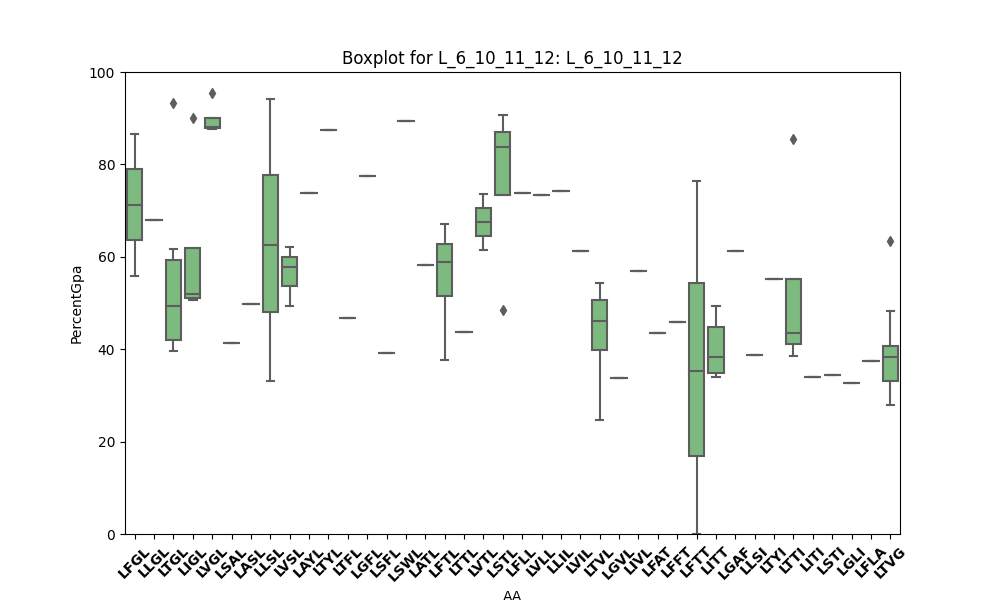 Boxplot for L_6_10_11_12: L_6_10_11_12
PercentGpa
100
80
60
40
20
0
LFGL LLGL LTGL LIGL LVGL LSAL LASL LLSL LVSL LAYL LTYL LTFL LGFL LSFL LSWL LATL LFTL LTTL LVTL LSTL LFLL LVLL LLIL LVIL LTVL LGVL LIVL LFAT LFFT LFTT LITT LGAF LLSI LTYI LTTI LITI LSTI LGLI LFLA LTVG
AA